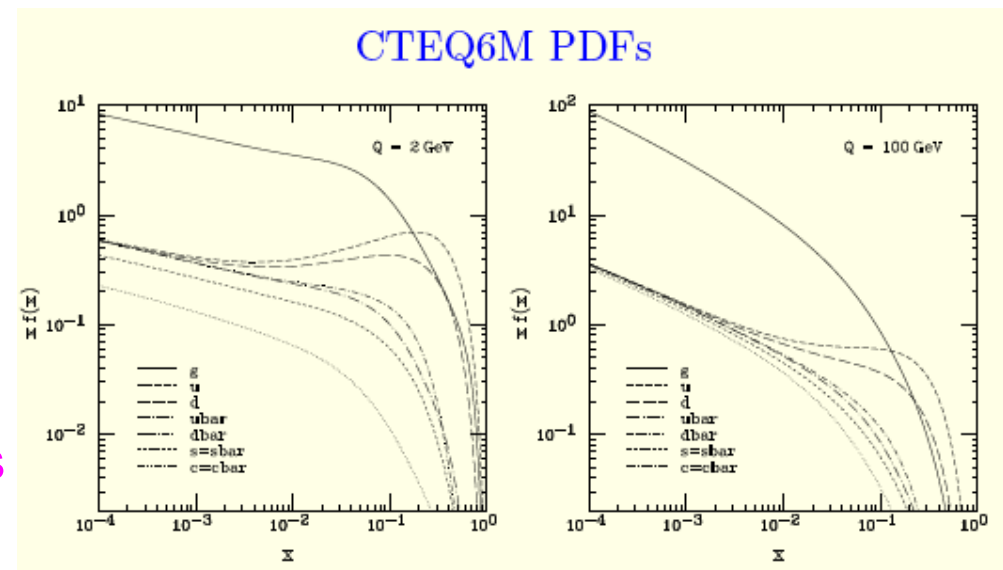 CTEQ6M PDFs
10^1
10^0
10^-1
10^-2
x f(x)
Q = 2 GeV
g
u
d
ubar
dbar
s=sbar
c=cbar
10^-4 10^-3 10^-2 10^-1 10^0
x
10^2
10^1
10^0
10^-1
x f(x)
Q = 100 GeV
g
u
d
ubar
dbar
s=sbar
c=cbar
10^-4 10^-3 10^-2 10^-1 10^0
x
s